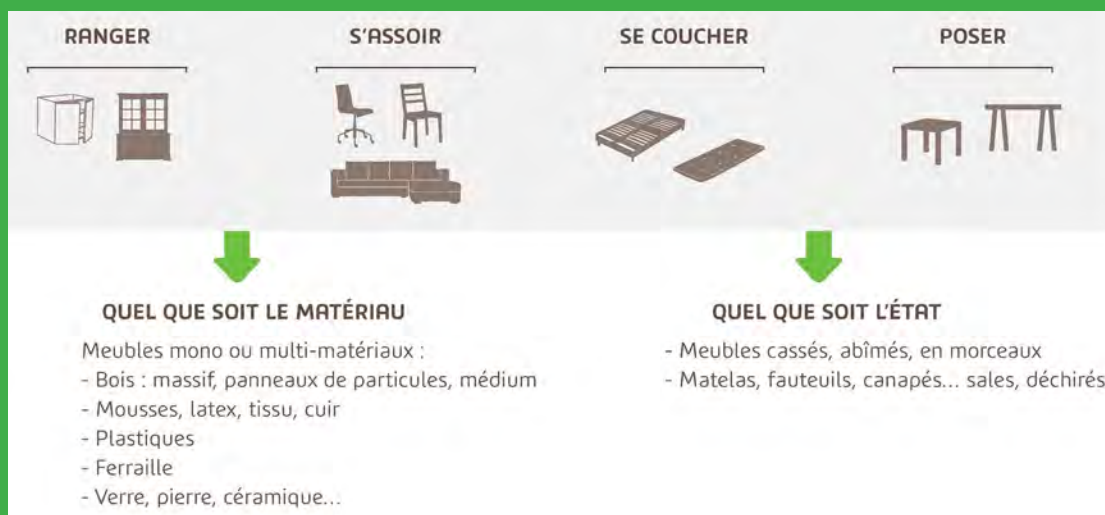 RANGER
S'ASSOIR
SE COUCHER
POSER
QUEL QUE SOIT LE MATÉRIAU
Meubles mono ou multi-matériaux :
- Bois : massif, panneaux de particules, médium
- Mousses, latex, tissu, cuir
- Plastiques
- Ferraille
- Verre, pierre, céramique...
QUEL QUE SOIT L'ÉTAT
- Meubles cassés, abîmés, en morceaux
- Matelas, fauteuils, canapés... sales, déchirés